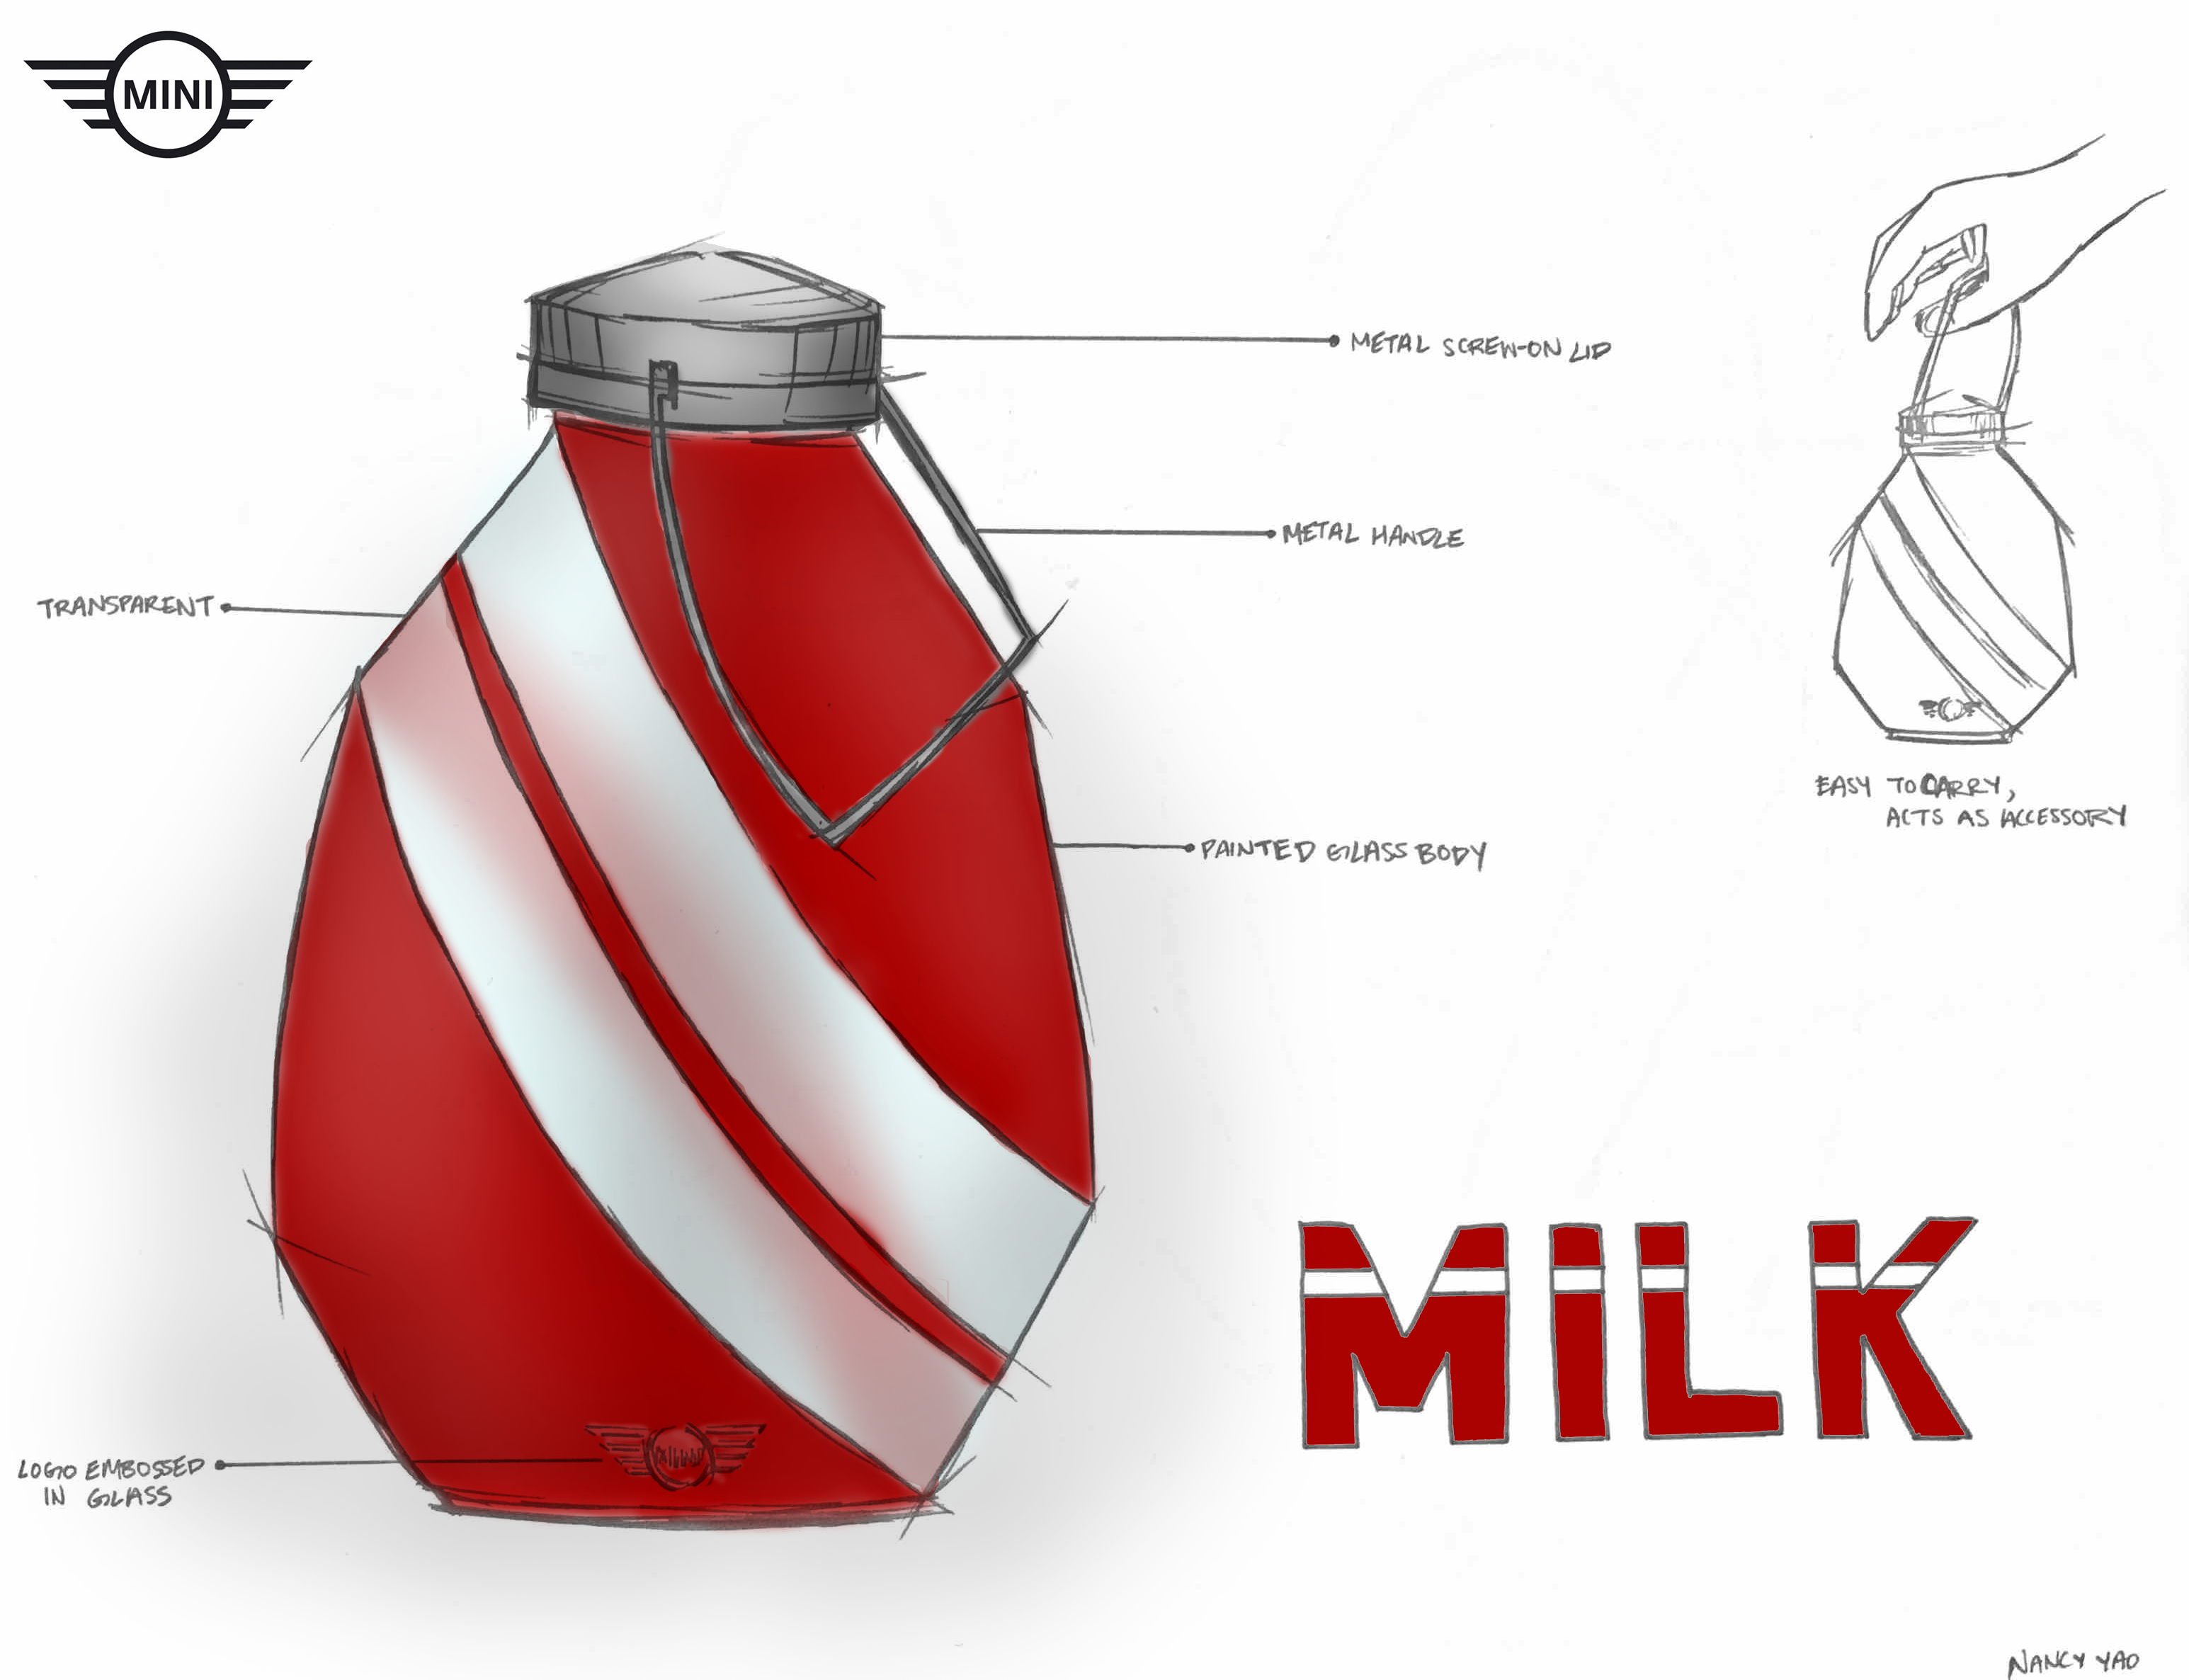 MINI
METAL SCREW-ON LID
METAL HANDLE
TRANSPARENT
EASY TO CARRY,
ACTS AS ACCESSORY
PAINTED GLASS BODY
MILK
LOGO EMBOSSED
IN GLASS
MINI
NANCY YAO